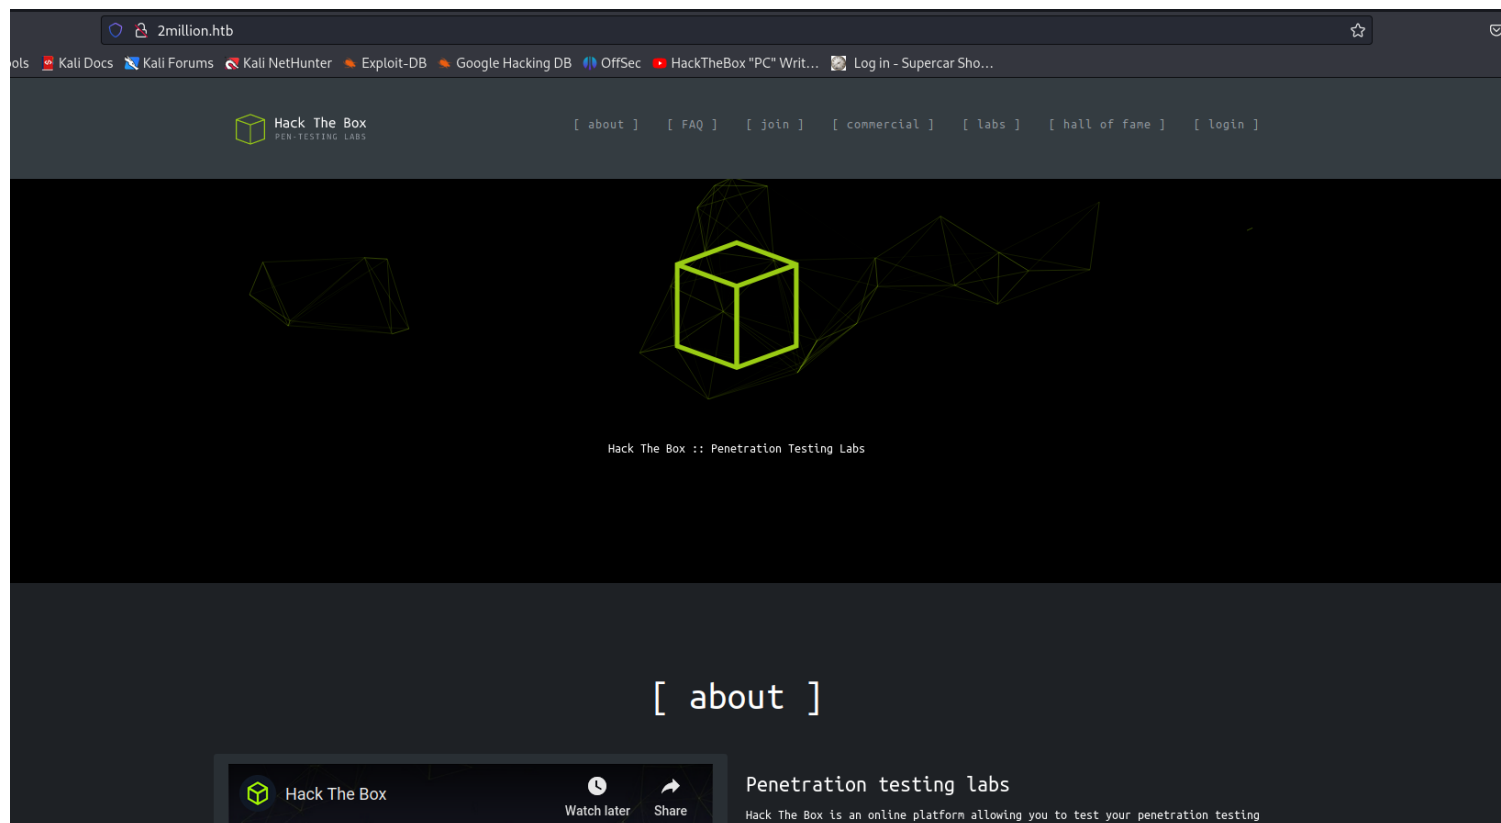 2million.htb
ools Kali Docs Kali Forums Kali NetHunter Exploit-DB Google Hacking DB OffSec HackTheBox "PC" Writ... Log in - Supercar Sho...
Hack The Box
PEN-TESTING LABS
[ about ] [ FAQ ] [ join ] [ commercial ] [ labs ] [ hall of fame ] [ login ]
Hack The Box :: Penetration Testing Labs
[ about ]
Hack The Box
Watch later Share
Penetration testing labs
Hack The Box is an online platform allowing you to test your penetration testing